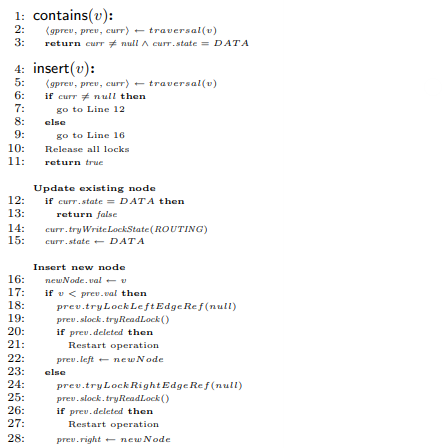 1: contains(v):
2: ⟨gprev, prev, curr⟩ ← traversal(v)
3: return curr ≠ null ∧ curr.state = DATA
4: insert(v):
5: ⟨gprev, prev, curr⟩ ← traversal(v)
6: if curr ≠ null then
7: go to Line 12
8: else
9: go to Line 16
10: Release all locks
11: return true
Update existing node
12: if curr.state = DATA then
13: return false
14: curr.tryWriteLockState(ROUTING)
15: curr.state ← DATA
Insert new node
16: newNode.val ← v
17: if v < prev.val then
18: prev.tryLockLeftEdgeRef(null)
19: prev.slock.tryReadLock()
20: if prev.deleted then
21: Restart operation
22: prev.left ← newNode
23: else
24: prev.tryLockRightEdgeRef(null)
25: prev.slock.tryReadLock()
26: if prev.deleted then
27: Restart operation
28: prev.right ← newNode